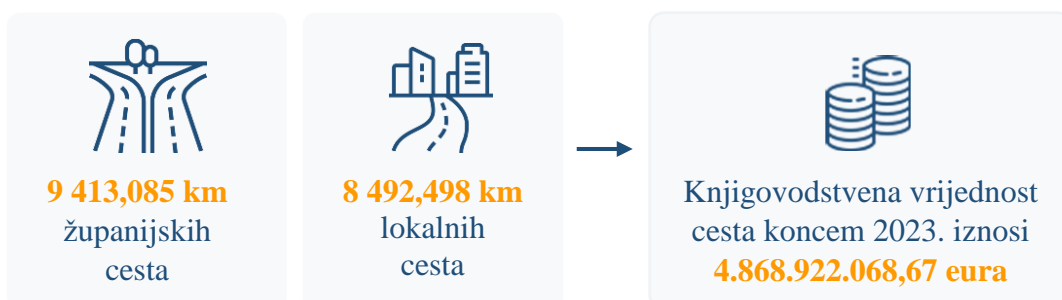 9 413,085 km
županijskih
cesta
8 492,498 km
lokalnih
cesta
Knjigovodstvena vrijednost
cesta koncem 2023. iznosi
4.868.922.068,67 eura